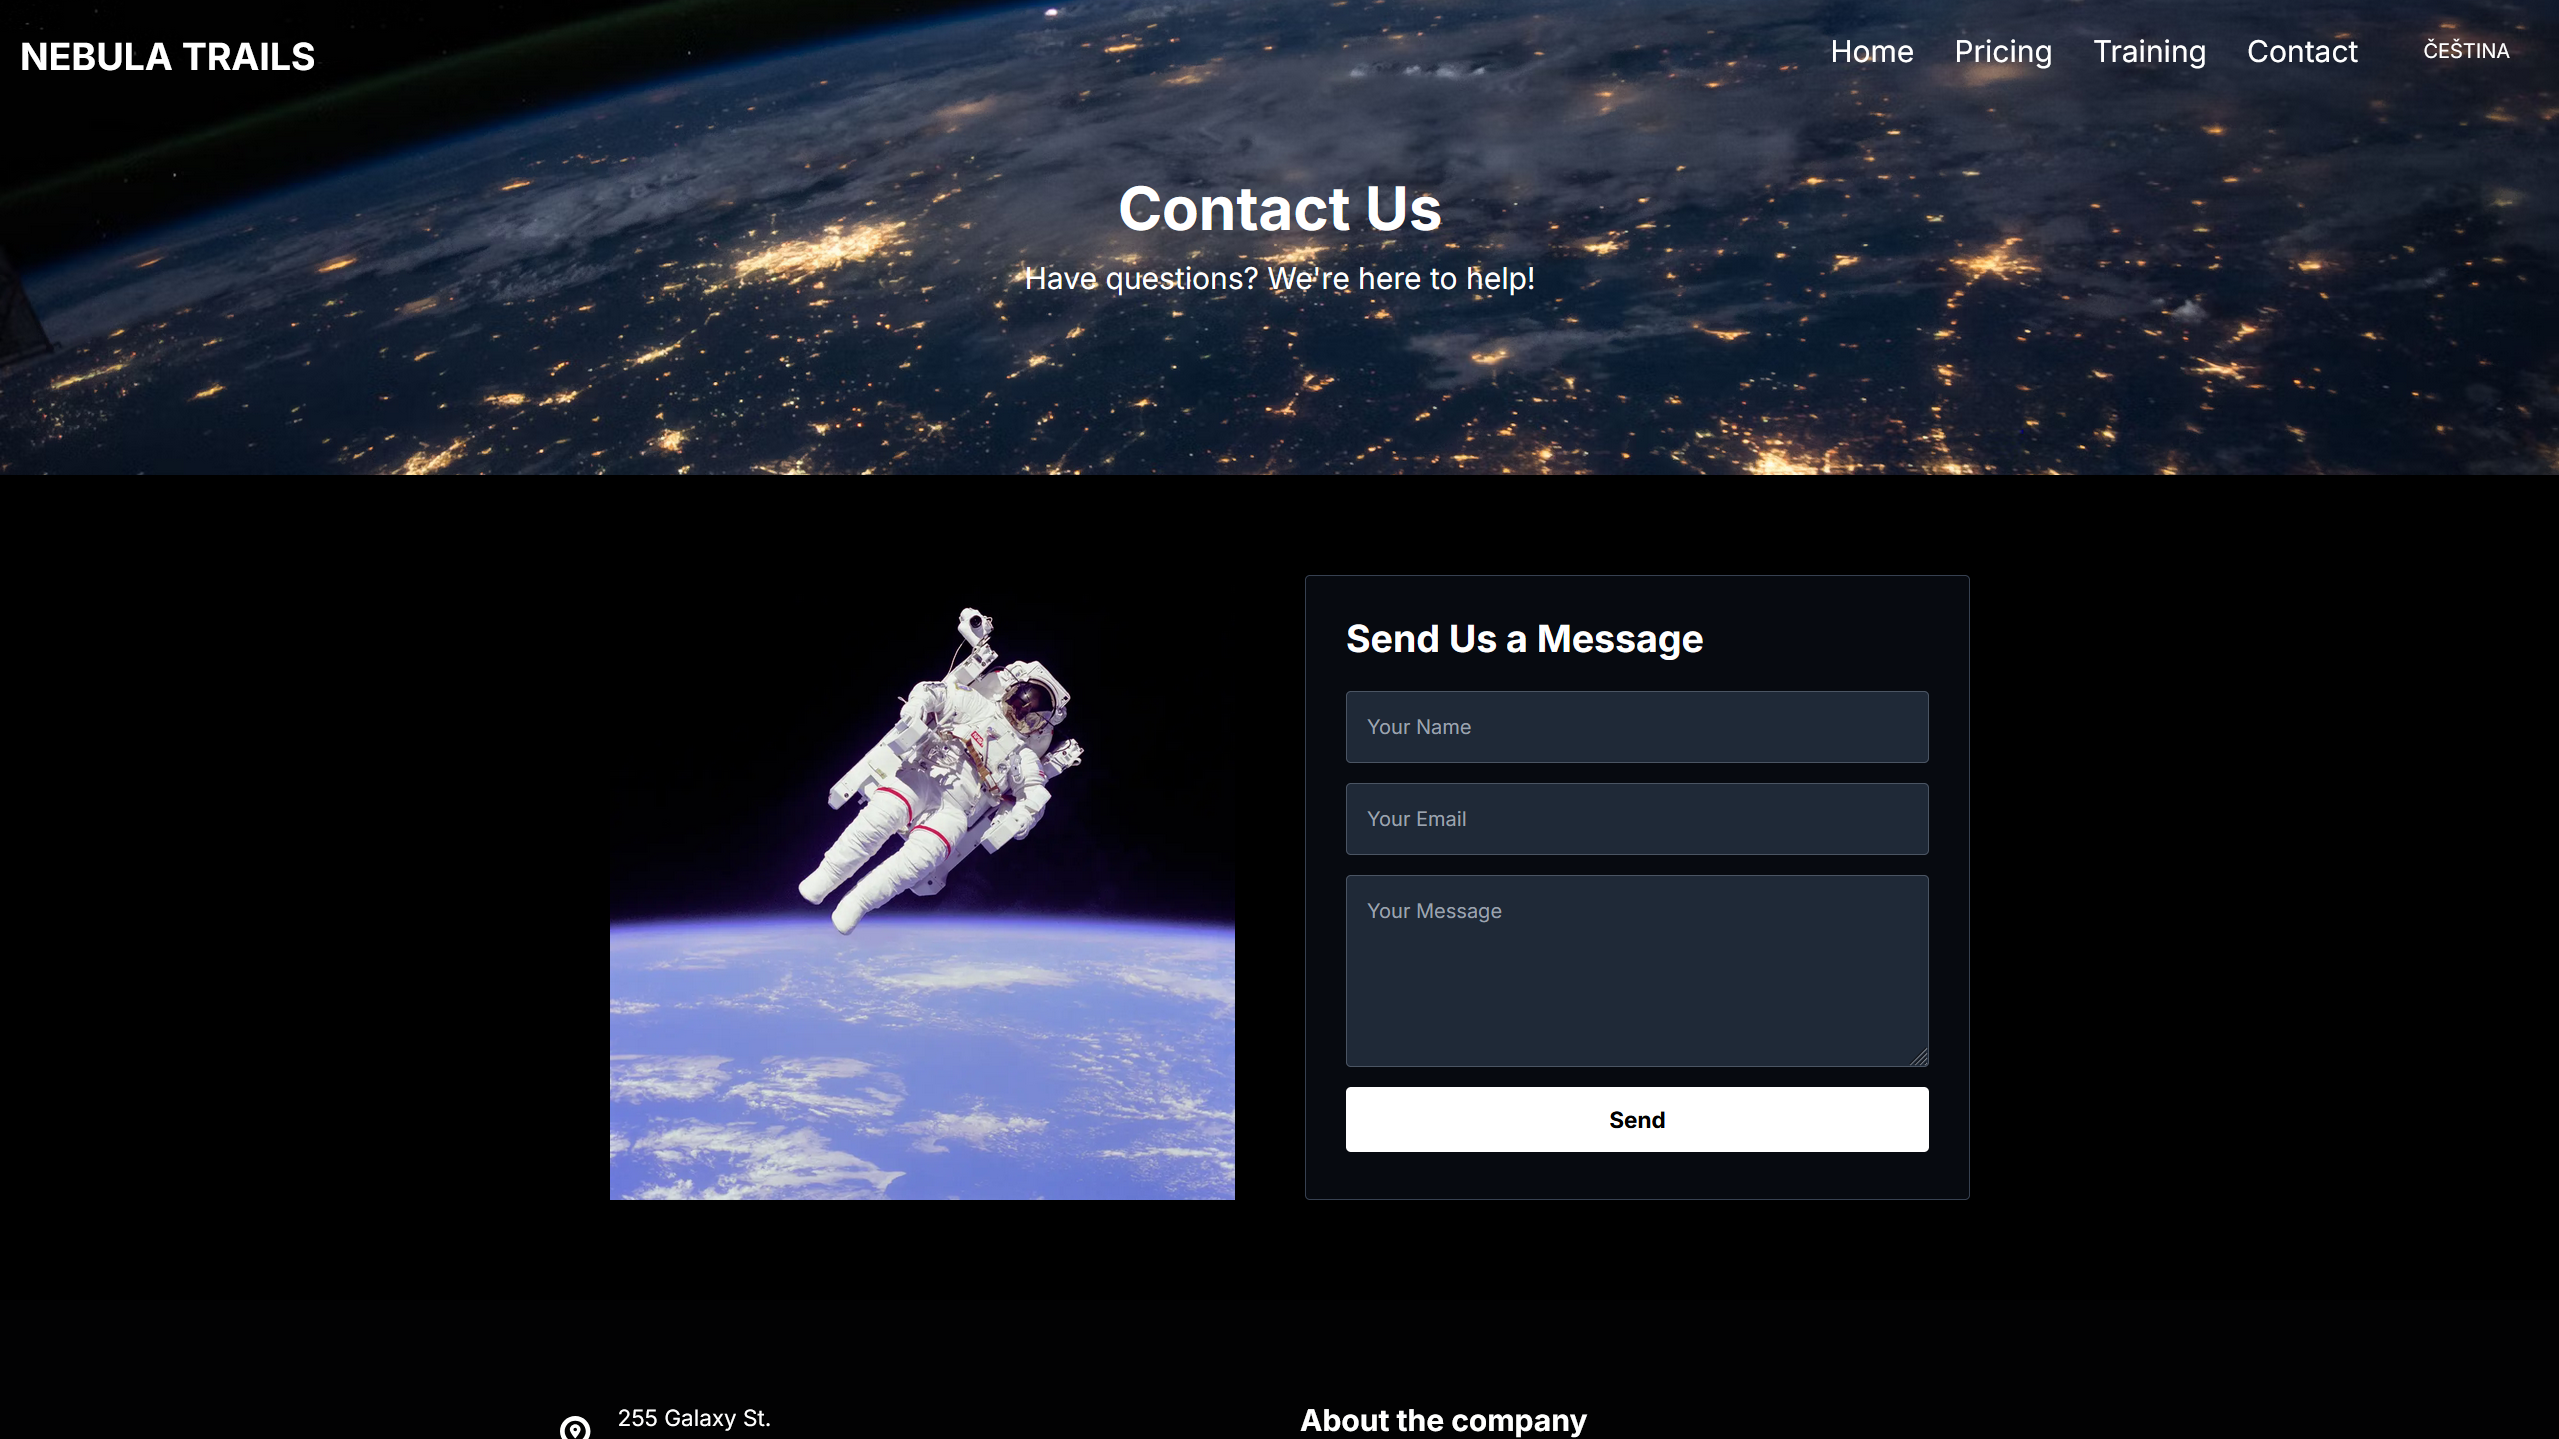 NEBULA TRAILS
Home Pricing Training Contact ČEŠTINA
Contact Us
Have questions? We're here to help!
Send Us a Message
Your Name
Your Email
Your Message
Send
255 Galaxy St.
About the company